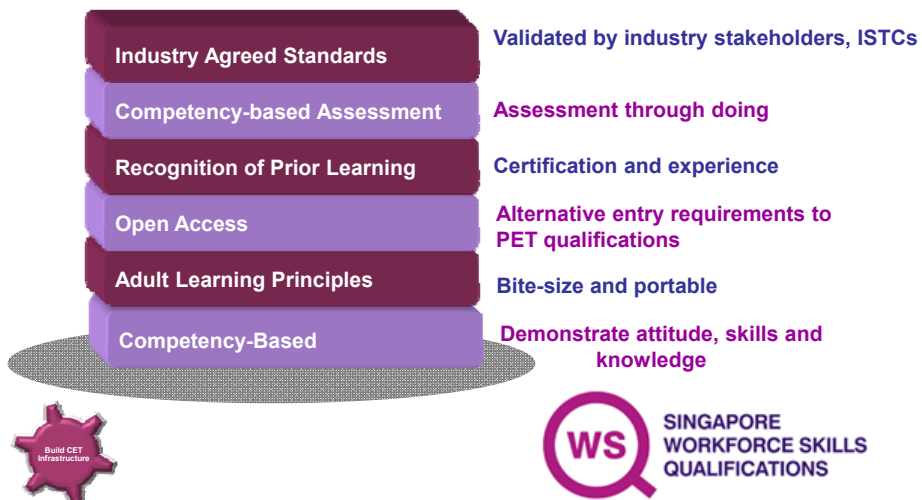 Industry Agreed Standards
Validated by industry stakeholders, ISTCs
Competency-based Assessment
Assessment through doing
Recognition of Prior Learning
Certification and experience
Open Access
Alternative entry requirements to
PET qualifications
Adult Learning Principles
Bite-size and portable
Competency-Based
Demonstrate attitude, skills and
knowledge
Build CET
Infrastructure
WS
SINGAPORE
WORKFORCE SKILLS
QUALIFICATIONS